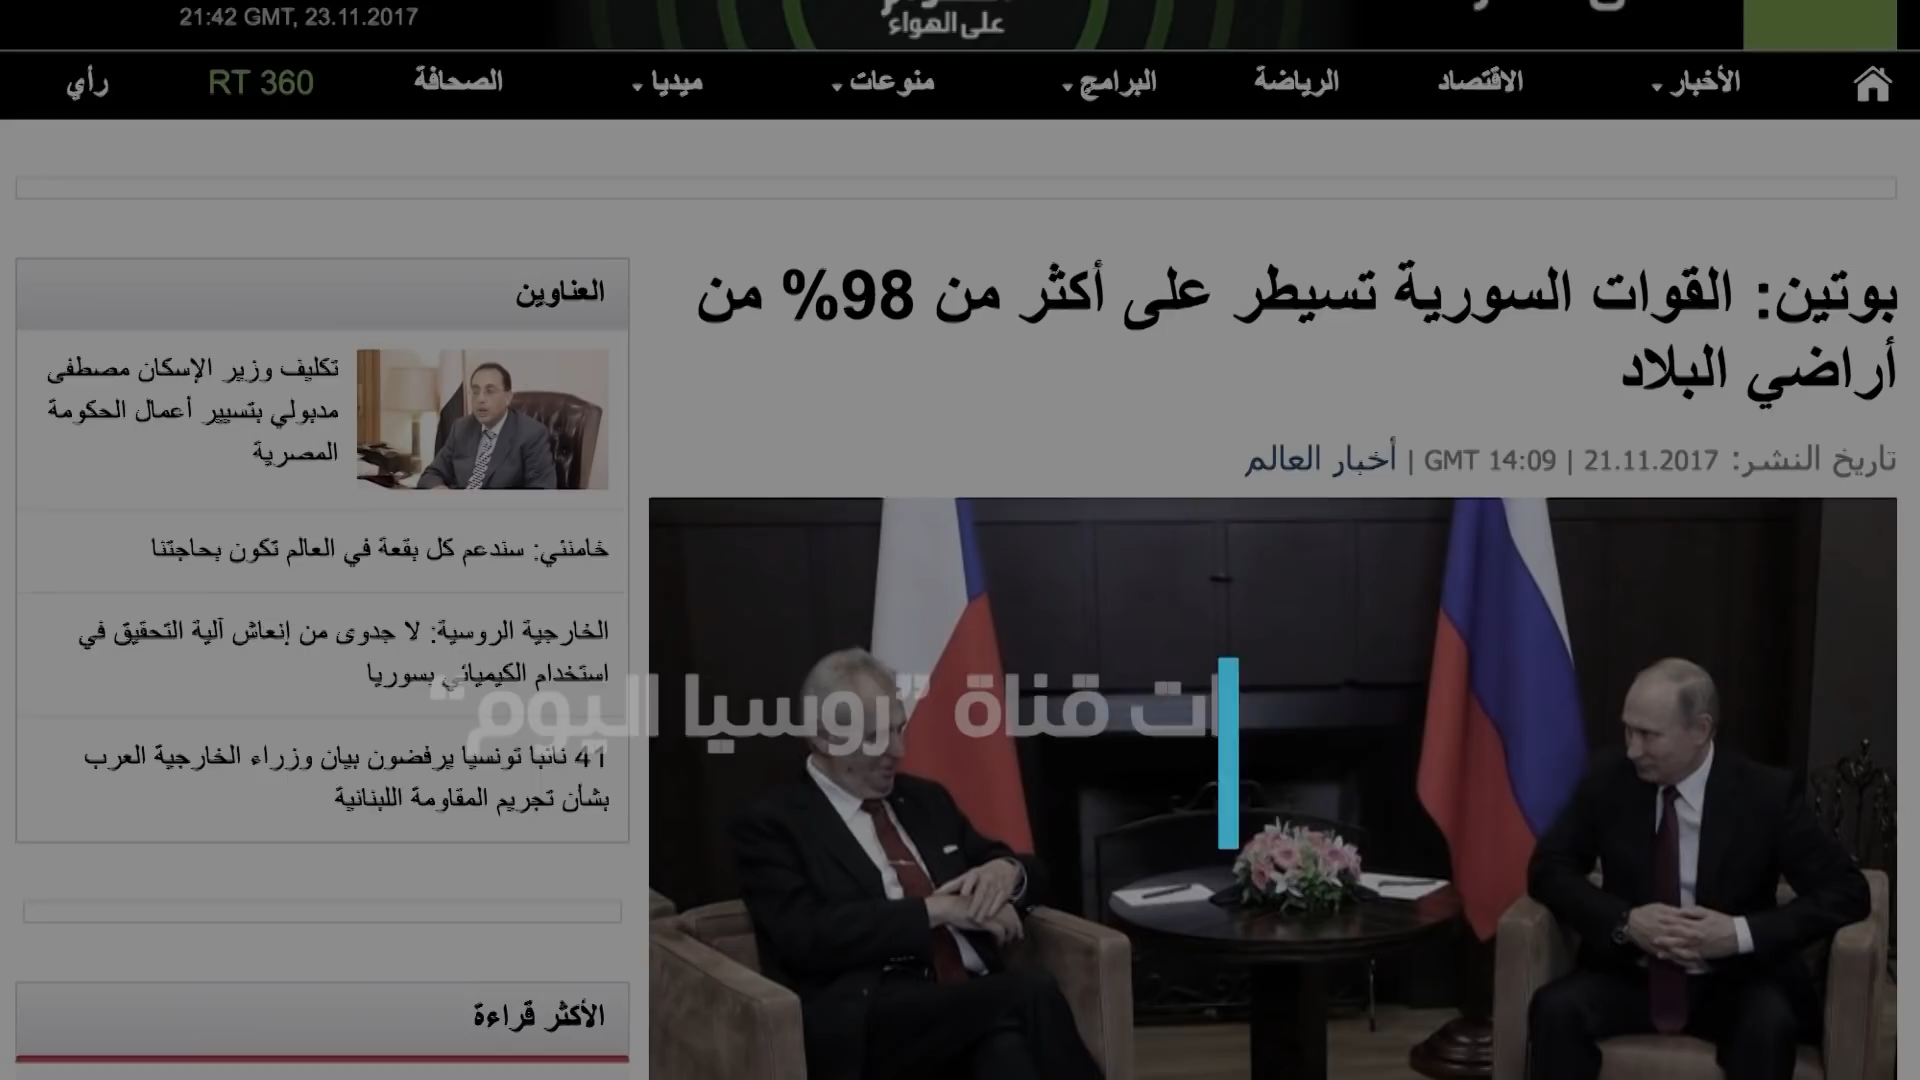 21:42 GMT, 23.11.2017
على الهواء
الأخبار
الاقتصاد
الرياضة
البرامج
منوعات
ميديا
الصحافة
RT 360
رأي
بوتين: القوات السورية تسيطر على أكثر من 98% من
أراضي البلاد
تاريخ النشر: 21.11.2017 | 14:09 GMT | أخبار العالم
العناوين
تكليف وزير الإسكان مصطفى
مدبولي بتسيير أعمال الحكومة
المصرية
خامنئي: سندعم كل بقعة في العالم تكون بحاجتنا
الخارجية الروسية: لا جدوى من إنعاش آلية التحقيق في
استخدام الكيميائي بسوريا
41 نائبا تونسيا يرفضون بيان وزراء الخارجية العرب
بشأن تجريم المقاومة اللبنانية
ات قناة "روسيا اليوم"
الأكثر قراءة